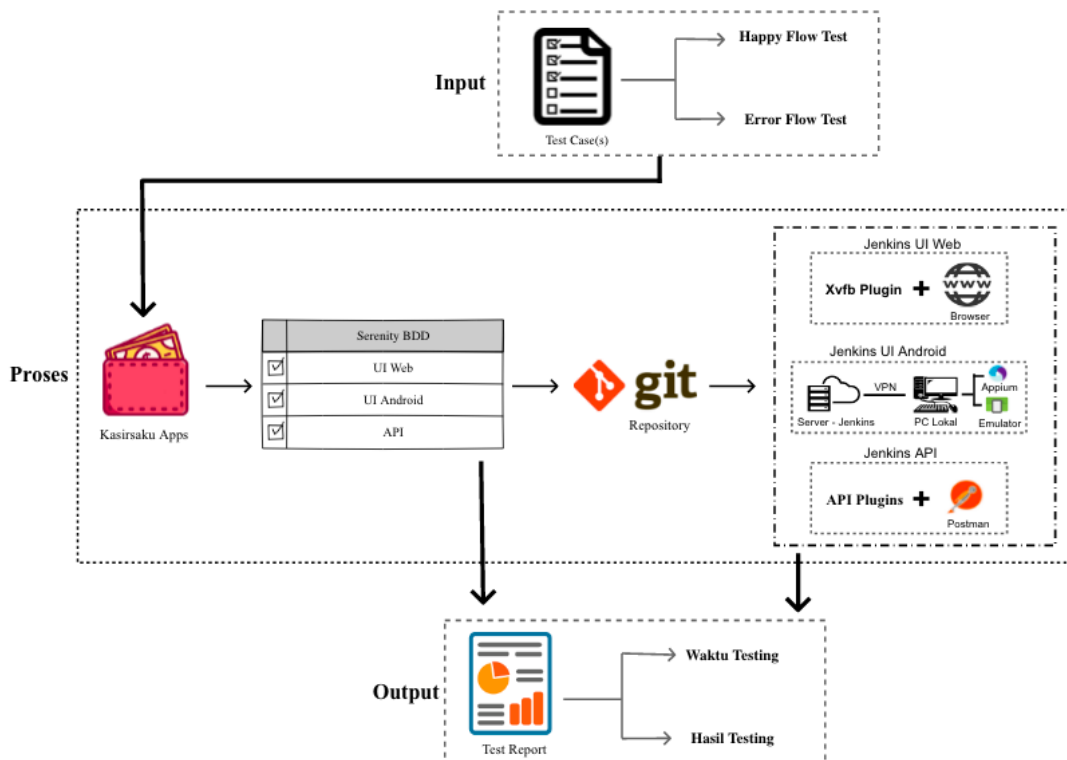 Input
Test Case(s)
Happy Flow Test
Error Flow Test
Proses
Kasirsaku Apps
Serenity BDD
UI Web
UI Android
API
git
Repository
Jenkins UI Web
Xvfb Plugin +
WWW
Browser
Jenkins UI Android
Server - Jenkins
VPN
PC Lokal
Appium
Emulator
Jenkins API
API Plugins +
Postman
Output
Test Report
Waktu Testing
Hasil Testing